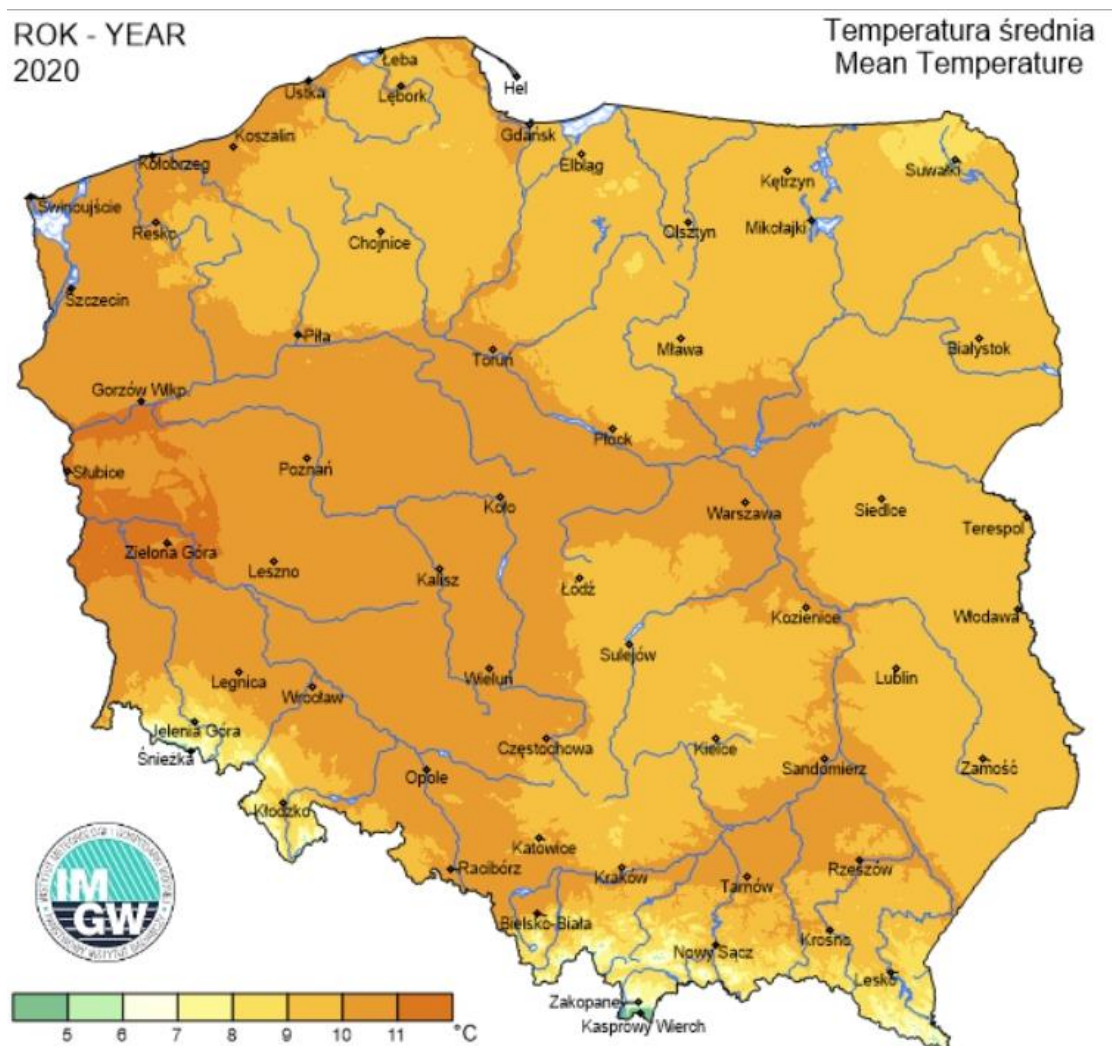 ROK - YEAR
2020
Temperatura średnia
Mean Temperature
Łeba
Ustka
Lębork
Hel
Koszalin
Gdańsk
Kołobrzeg
Elbląg
Kętrzyn
Suwałki
Świnoujście
Resko
Chojnice
Olsztyn
Mikołajki
Szczecin
Piła
Toruń
Mława
Białystok
Gorzów Wlkp.
Płock
Słubice
Poznań
Koło
Warszawa
Siedlce
Terespol
Zielona Góra
Leszno
Kalisz
Łódź
Kozienice
Włodawa
Sulejów
Legnica
Wrocław
Wieluń
Lublin
Jelenia Góra
Śnieżka
Częstochowa
Kielce
Sandomierz
Zamość
Opole
Kłodzko
Katowice
Racibórz
Kraków
Tarnów
Rzeszów
Bielsko-Biała
Nowy Sącz
Krosno
Lesko
Zakopane
Kasprowy Wierch
IM
GW
5 6 7 8 9 10 11 °C